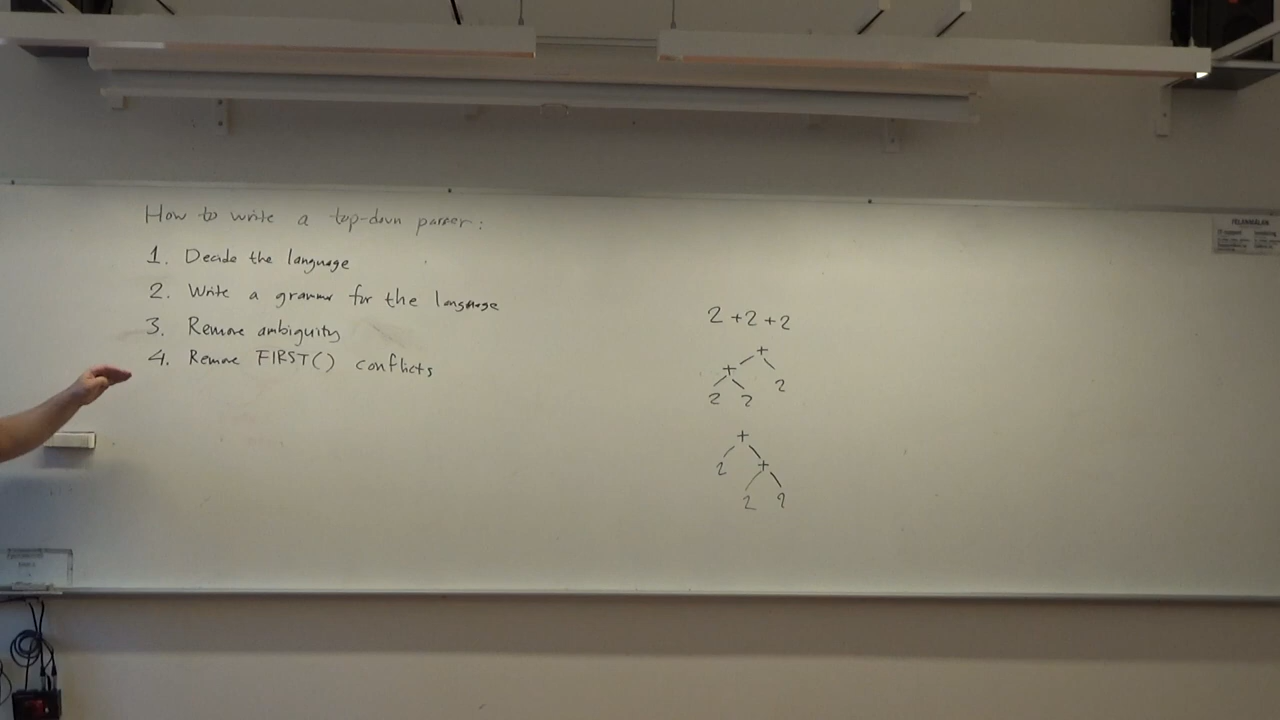 How to write a top-down parser:
1. Decide the language
2. Write a grammar for the language
3. Remove ambiguity
4. Remove FIRST() conflicts
2 +2 +2
+
+ 2
2 2
+
2 +
2 2